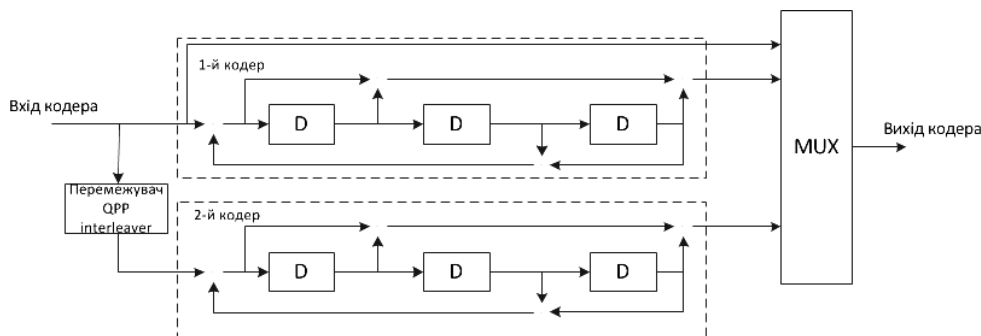 1-й кодер
Вхід кодера
D
D
D
MUX
Вихід кодера
Перемежувач
QPP
interleaver
2-й кодер
D
D
D